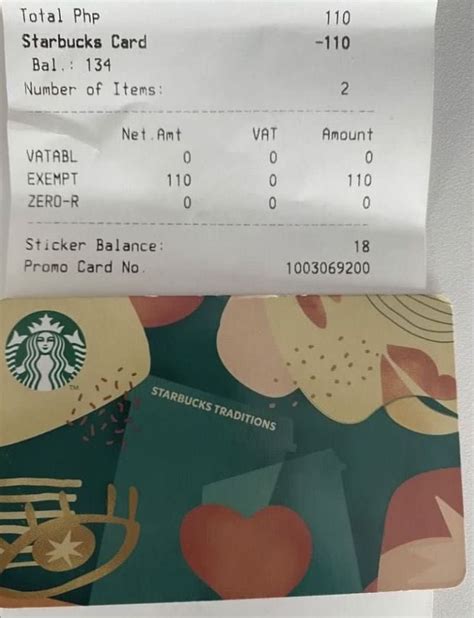 Total Php 110
Starbucks Card -110
Bal.: 134
Number of Items: 2
Net.Amt VAT Amount
VATABL 0 0 0
EXEMPT 110 0 110
ZERO-R 0 0 0
Sticker Balance: 18
Promo Card No. 1003069200
TM
STARBUCKS TRADITIONS